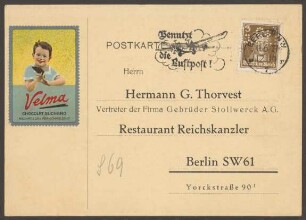 POSTKARTE
Benutzt
die
Luftpost!
Herrn
Hermann G. Thorvest
Vertreter der Firma Gebrüder Stollwerck A.G.
Restaurant Reichskanzler
Berlin SW61
Yorckstraße 90
Velma
869